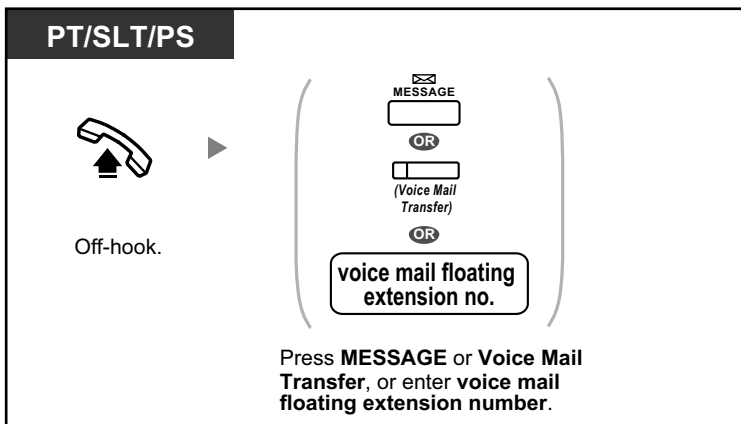 PT/SLT/PS
MESSAGE
OR
(Voice Mail
Transfer)
OR
voice mail floating
extension no.
Off-hook.
Press MESSAGE or Voice Mail
Transfer, or enter voice mail
floating extension number.